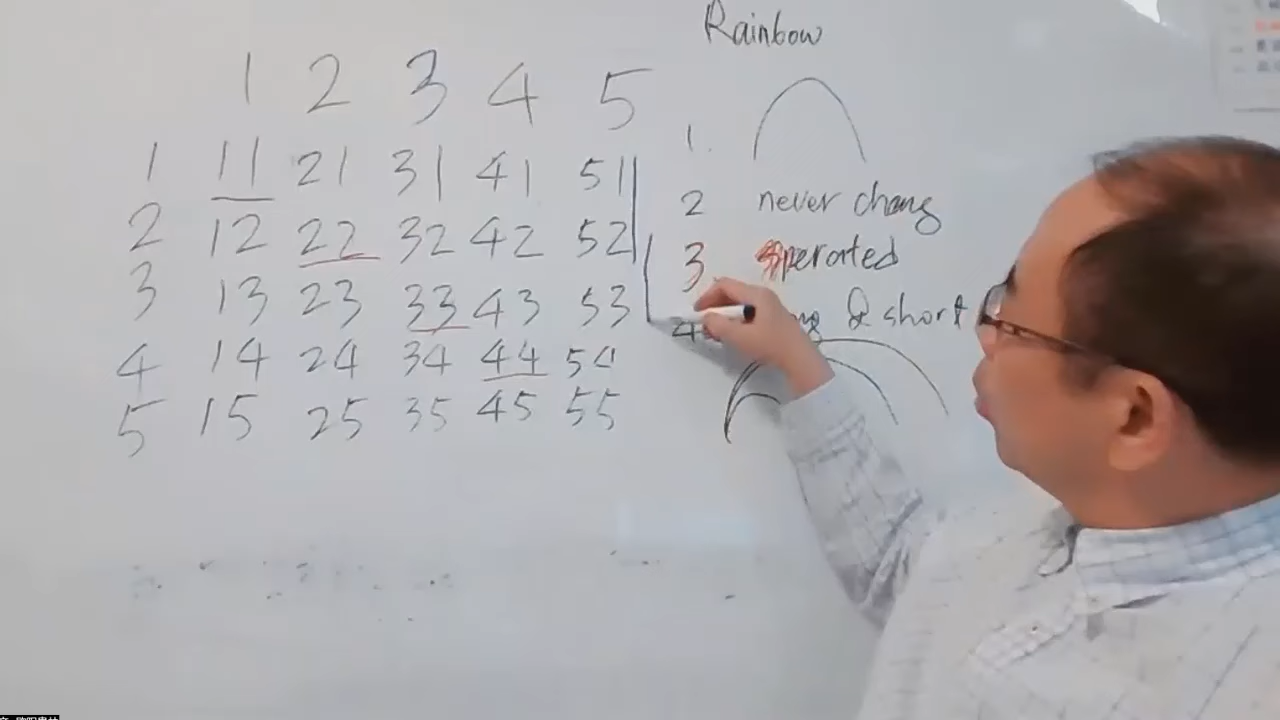 Rainbow
1 2 3 4 5
1 11 21 31 41 51
2 12 22 32 42 52
3 13 23 33 43 53
4 14 24 34 44 54
5 15 25 35 45 55
1.
2 never chang
3 sperated
4 & short